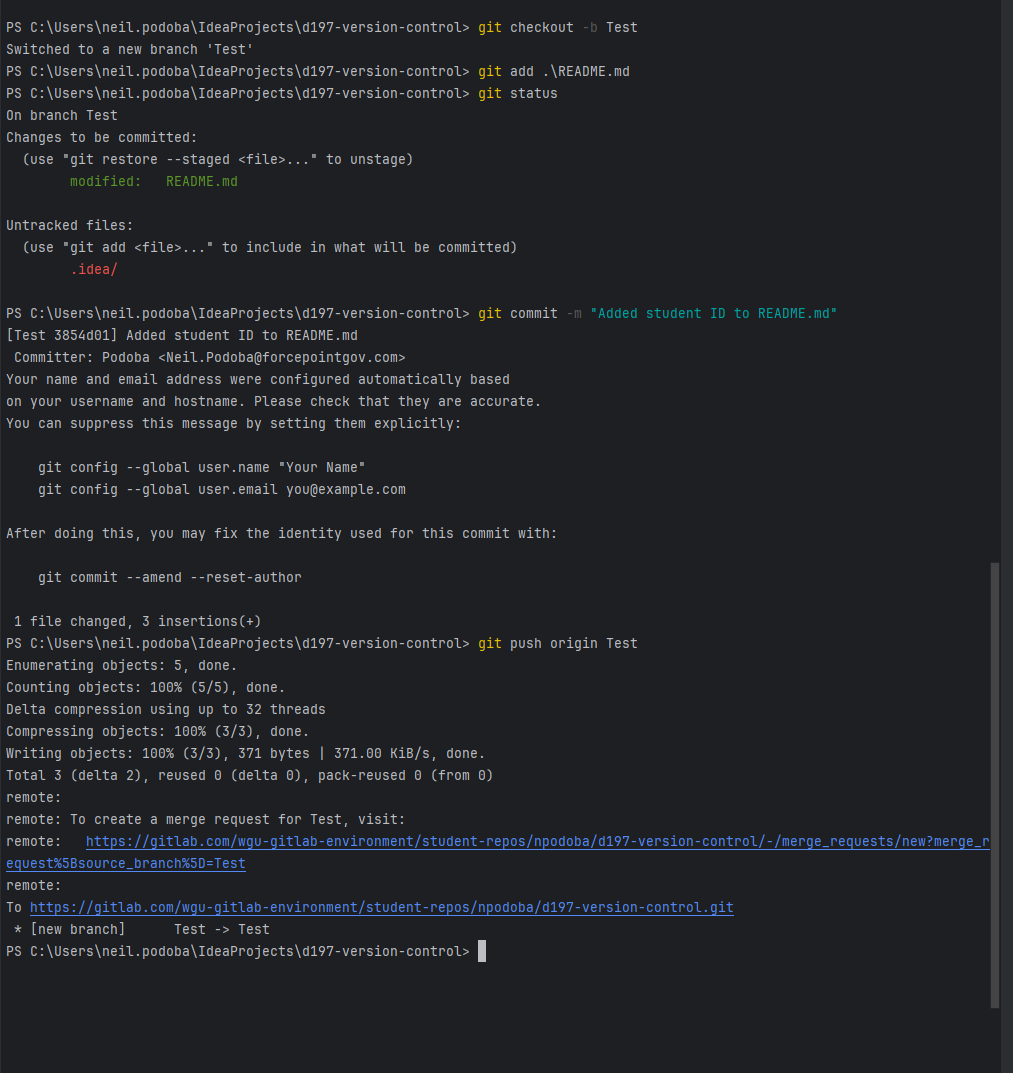 PS C:\Users\neil.podoba\IdeaProjects\d197-version-control> git checkout -b Test
Switched to a new branch 'Test'
PS C:\Users\neil.podoba\IdeaProjects\d197-version-control> git add .\README.md
PS C:\Users\neil.podoba\IdeaProjects\d197-version-control> git status
On branch Test
Changes to be committed:
  (use "git restore --staged <file>..." to unstage)
        modified:   README.md

Untracked files:
  (use "git add <file>..." to include in what will be committed)
        .idea/

PS C:\Users\neil.podoba\IdeaProjects\d197-version-control> git commit -m "Added student ID to README.md"
[Test 3854d01] Added student ID to README.md
 Committer: Podoba <Neil.Podoba@forcepointgov.com>
Your name and email address were configured automatically based
on your username and hostname. Please check that they are accurate.
You can suppress this message by setting them explicitly:

    git config --global user.name "Your Name"
    git config --global user.email you@example.com

After doing this, you may fix the identity used for this commit with:

    git commit --amend --reset-author

 1 file changed, 3 insertions(+)
PS C:\Users\neil.podoba\IdeaProjects\d197-version-control> git push origin Test
Enumerating objects: 5, done.
Counting objects: 100% (5/5), done.
Delta compression using up to 32 threads
Compressing objects: 100% (3/3), done.
Writing objects: 100% (3/3), 371 bytes | 371.00 KiB/s, done.
Total 3 (delta 2), reused 0 (delta 0), pack-reused 0 (from 0)
remote:
remote: To create a merge request for Test, visit:
remote:   https://gitlab.com/wgu-gitlab-environment/student-repos/npodoba/d197-version-control/-/merge_requests/new?merge_r
equest%5Bsource_branch%5D=Test
remote:
To https://gitlab.com/wgu-gitlab-environment/student-repos/npodoba/d197-version-control.git
 * [new branch]      Test -> Test
PS C:\Users\neil.podoba\IdeaProjects\d197-version-control>